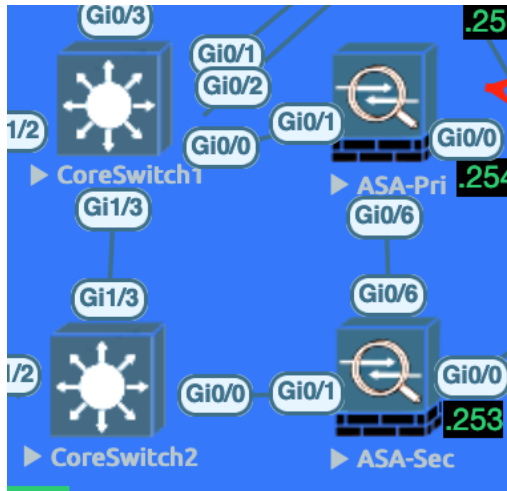 Gi0/3
.25
Gi0/1
Gi0/2
Gi0/1
1/2
Gi0/0
Gi0/0
CoreSwitch1
ASA-Pri
.254
Gi1/3
Gi0/6
Gi1/3
Gi0/6
1/2
Gi0/0
Gi0/1
Gi0/0
.253
CoreSwitch2
ASA-Sec